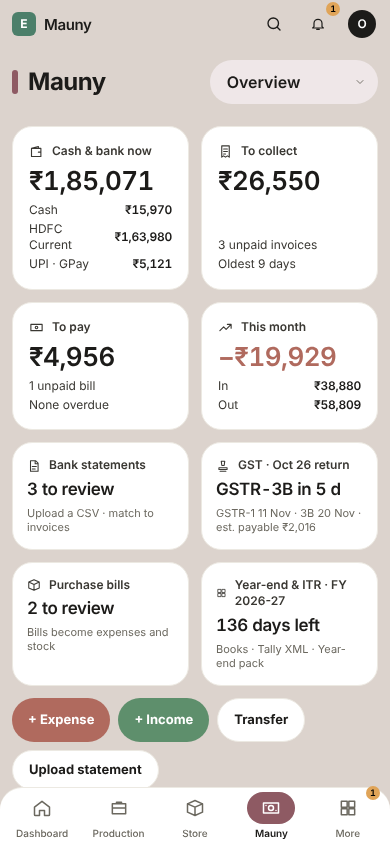 E Mauny 1 O
Mauny Overview
Cash & bank now
₹1,85,071
Cash ₹15,970
HDFC
Current ₹1,63,980
UPI · GPay ₹5,121
To collect
₹26,550
3 unpaid invoices
Oldest 9 days
To pay
₹4,956
1 unpaid bill
None overdue
This month
−₹19,929
In ₹38,880
Out ₹58,809
Bank statements
3 to review
Upload a CSV · match to
invoices
GST · Oct 26 return
GSTR-3B in 5 d
GSTR-1 11 Nov · 3B 20 Nov ·
est. payable ₹2,016
Purchase bills
2 to review
Bills become expenses and
stock
Year-end & ITR · FY
2026-27
136 days left
Books · Tally XML · Year-
end pack
+ Expense + Income Transfer
Upload statement
1
Dashboard Production Store Mauny More